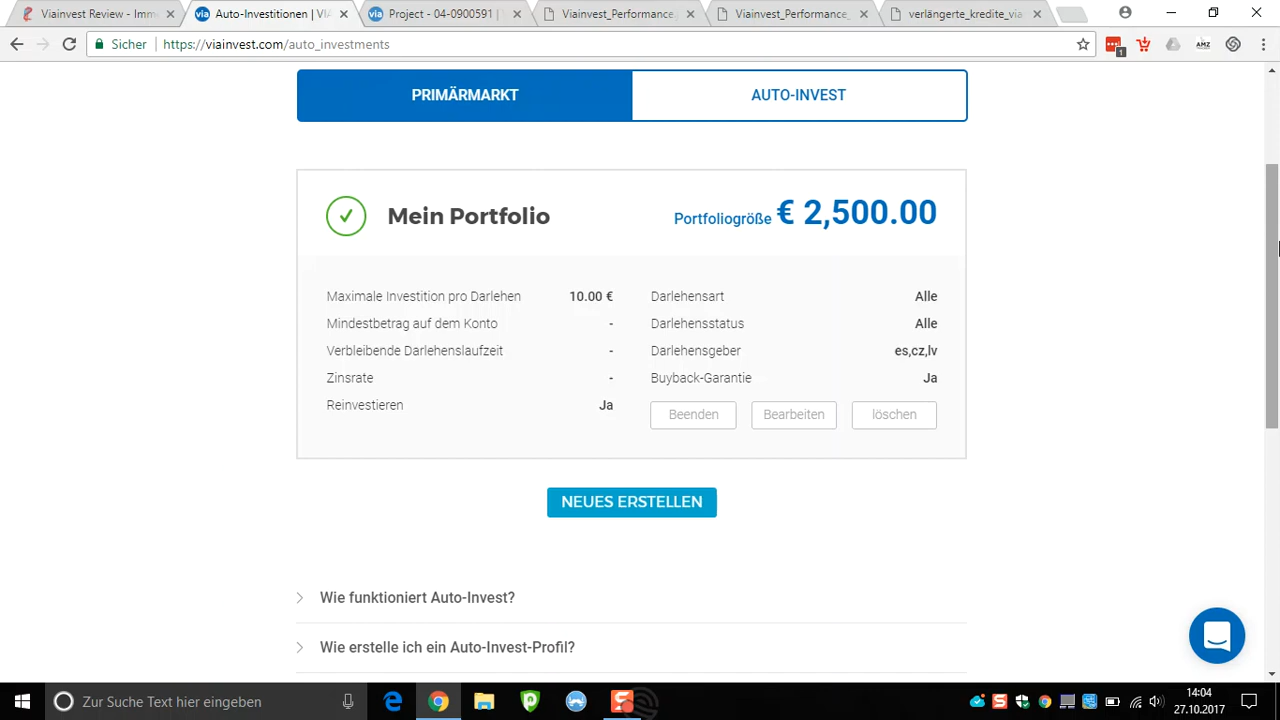 Viainvest Review - Imm
Auto-Investitionen | VIA
Project - 04-0900591 |
Viainvest_Performance
Viainvest_Performance_
verlängerte_kredite_via
Sicher
https://viainvest.com/auto_investments
1
AMZ
PRIMÄRMARKT
AUTO-INVEST
via
Mein Portfolio
Portfoliogröße € 2,500.00
Maximale Investition pro Darlehen 10.00 €
Mindestbetrag auf dem Konto -
Verbleibende Darlehenslaufzeit -
Zinsrate -
Reinvestieren Ja
Darlehensart Alle
Darlehensstatus Alle
Darlehensgeber es,cz,lv
Buyback-Garantie Ja
Beenden
Bearbeiten
löschen
NEUES ERSTELLEN
Wie funktioniert Auto-Invest?
Wie erstelle ich ein Auto-Invest-Profil?
Zur Suche Text hier eingeben
14:04
27.10.2017